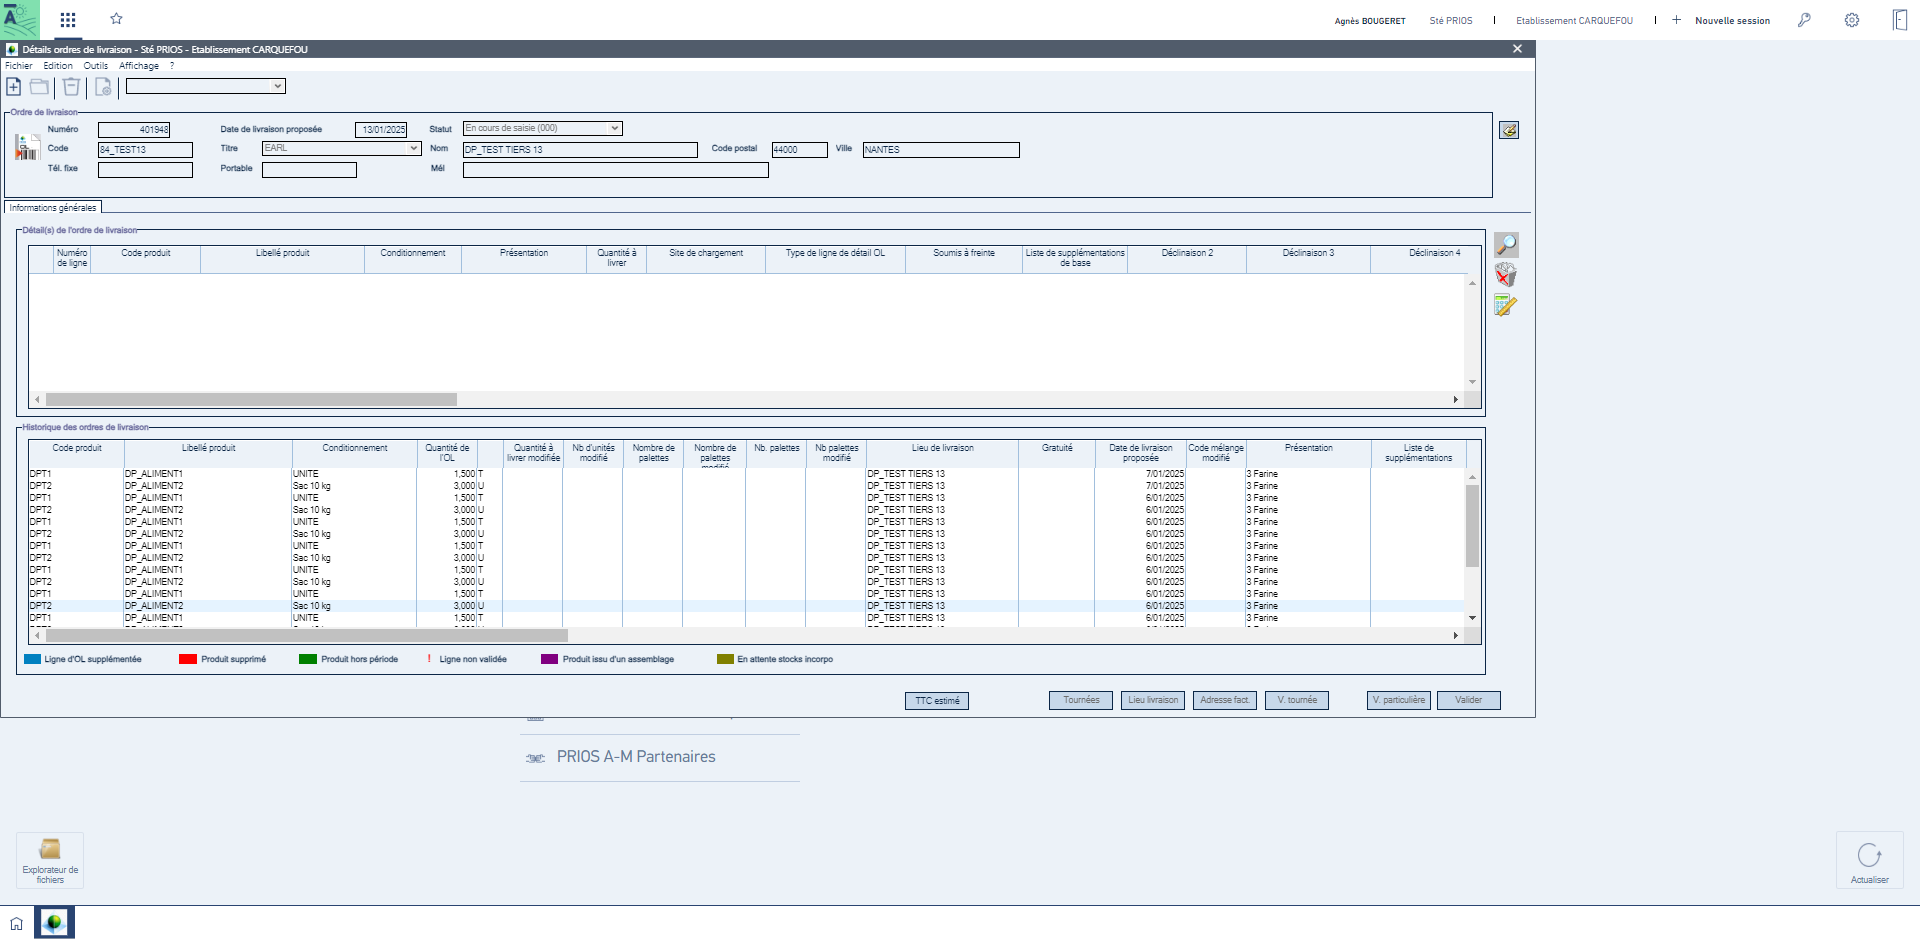 Agnès BOUGERET Sté PRIOS | Etablissement CARQUEFOU | + Nouvelle session
Détails ordres de livraison - Sté PRIOS - Etablissement CARQUEFOU
Fichier Edition Outils Affichage ?
Ordre de livraison
Numéro 401948 Date de livraison proposée 13/01/2025 Statut En cours de saisie (000)
Code 84_TEST13 Titre EARL Nom DP_TEST TIERS 13 Code postal 44000 Ville NANTES
Tél. fixe Portable Mél
Informations générales
Détail(s) de l'ordre de livraison
Numéro de ligne Code produit Libellé produit Conditionnement Présentation Quantité à livrer Site de chargement Type de ligne de détail OL Soumis à freinte Liste de supplémentations de base Déclinaison 2 Déclinaison 3 Déclinaison 4
Historique des ordres de livraison
Code produit Libellé produit Conditionnement Quantité de l'OL Quantité à livrer modifiée Nb d'unités modifié Nombre de palettes Nombre de palettes modifié Nb. palettes Nb palettes modifié Lieu de livraison Gratuité Date de livraison proposée Code mélange modifié Présentation Liste de supplémentations
DPT1 DP_ALIMENT1 UNITE 1,500 T DP_TEST TIERS 13 7/01/2025 3 Farine
DPT2 DP_ALIMENT2 Sac 10 kg 3,000 U DP_TEST TIERS 13 7/01/2025 3 Farine
DPT1 DP_ALIMENT1 UNITE 1,500 T DP_TEST TIERS 13 6/01/2025 3 Farine
DPT2 DP_ALIMENT2 Sac 10 kg 3,000 U DP_TEST TIERS 13 6/01/2025 3 Farine
DPT1 DP_ALIMENT1 UNITE 1,500 T DP_TEST TIERS 13 6/01/2025 3 Farine
DPT2 DP_ALIMENT2 Sac 10 kg 3,000 U DP_TEST TIERS 13 6/01/2025 3 Farine
DPT1 DP_ALIMENT1 UNITE 1,500 T DP_TEST TIERS 13 6/01/2025 3 Farine
DPT2 DP_ALIMENT2 Sac 10 kg 3,000 U DP_TEST TIERS 13 6/01/2025 3 Farine
DPT1 DP_ALIMENT1 UNITE 1,500 T DP_TEST TIERS 13 6/01/2025 3 Farine
DPT2 DP_ALIMENT2 Sac 10 kg 3,000 U DP_TEST TIERS 13 6/01/2025 3 Farine
DPT1 DP_ALIMENT1 UNITE 1,500 T DP_TEST TIERS 13 6/01/2025 3 Farine
DPT2 DP_ALIMENT2 Sac 10 kg 3,000 U DP_TEST TIERS 13 6/01/2025 3 Farine
DPT1 DP_ALIMENT1 UNITE 1,500 T DP_TEST TIERS 13 6/01/2025 3 Farine
Ligne d'OL supplémentée Produit supprimé Produit hors période ! Ligne non validée Produit issu d'un assemblage En attente stocks incorpo
TTC estimé Tournées Lieu livraison Adresse fact. V. tournée V. particulière Valider
PRIOS A-M Partenaires
Explorateur de fichiers
Actualiser